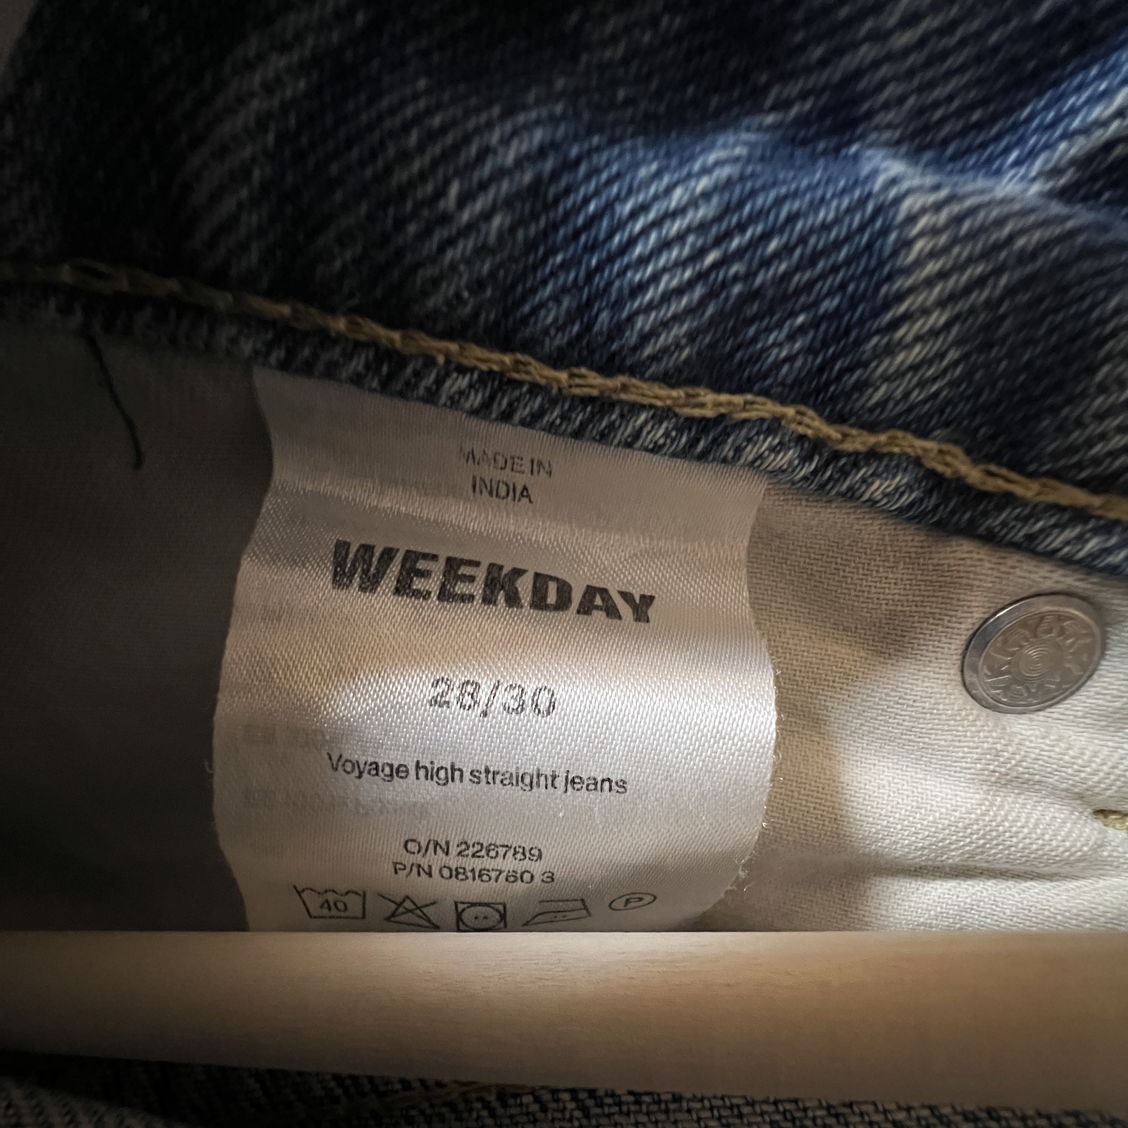 MADE IN
INDIA
WEEKDAY
28/30
Voyage high straight jeans
O/N 226789
P/N 0816760 3
40
P